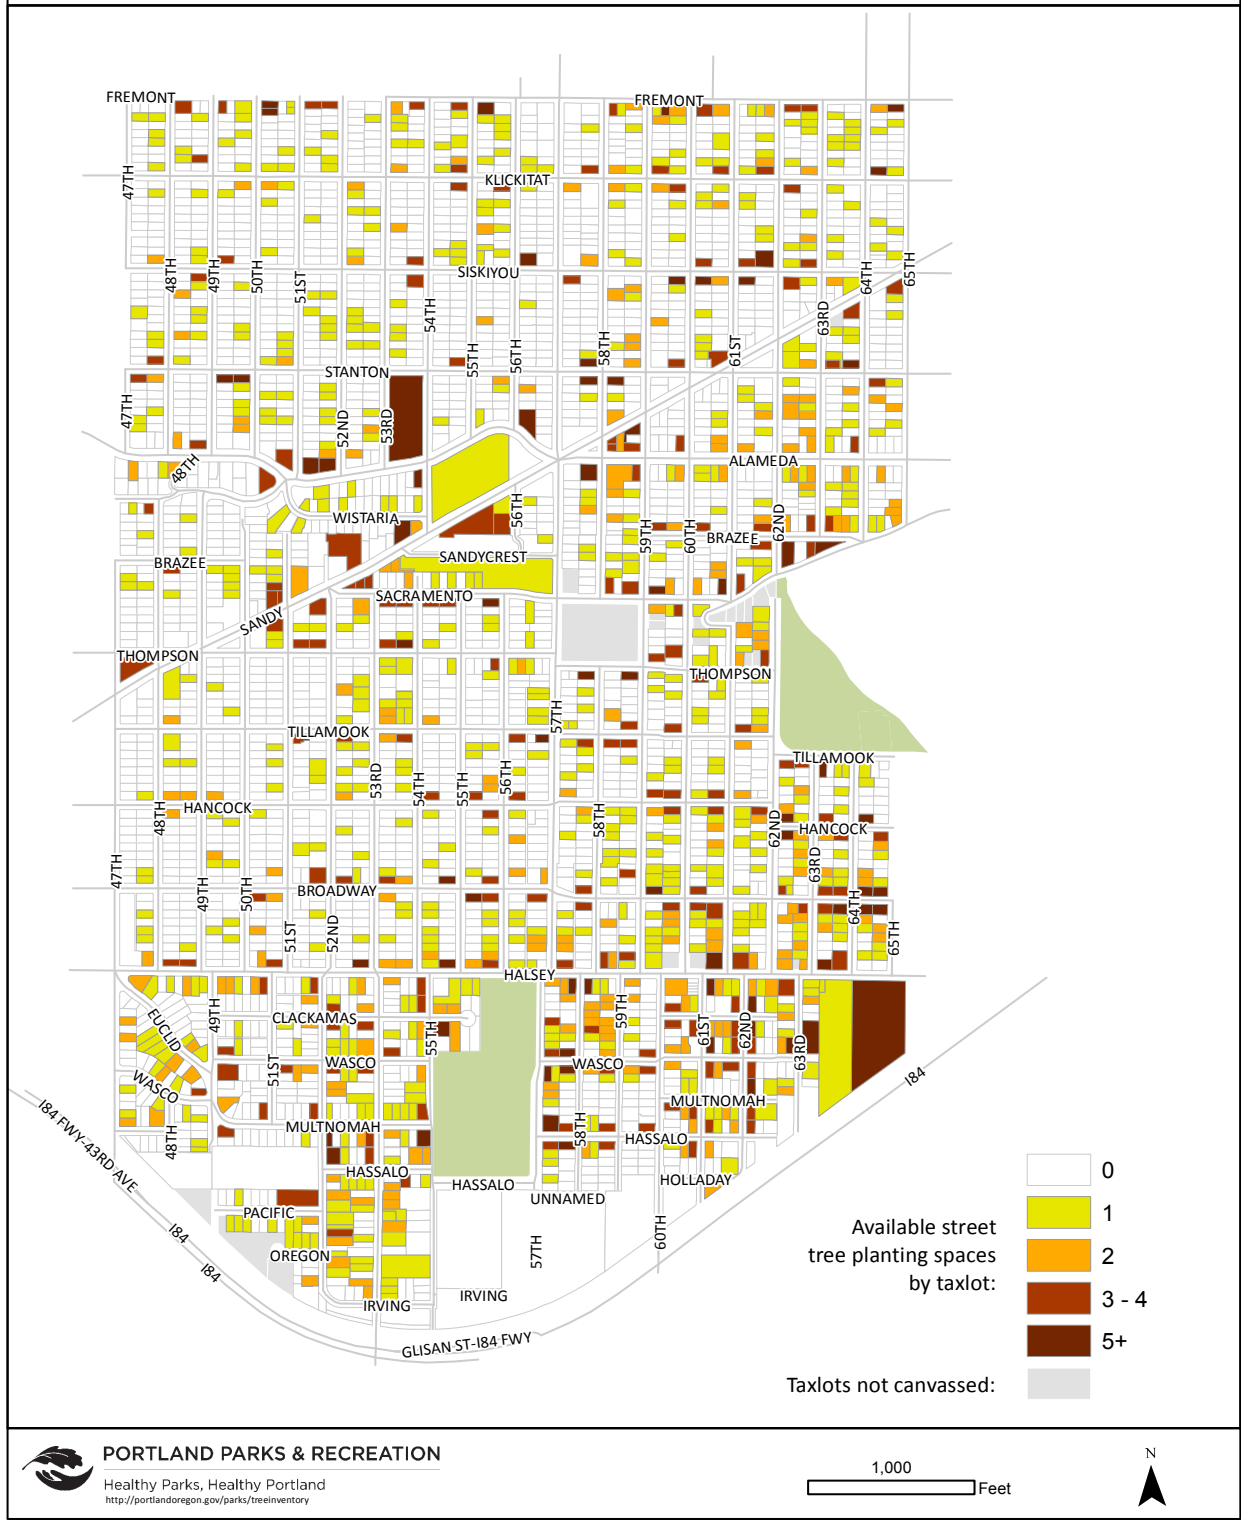 FREMONT
FREMONT
47TH
KLICKITAT
48TH
49TH
50TH
51ST
SISKIYOU
54TH
55TH
56TH
58TH
61ST
63RD
64TH
65TH
STANTON
47TH
52ND
53RD
48TH
ALAMEDA
WISTARIA
56TH
59TH
60TH
BRAZEE
62ND
BRAZEE
SANDYCREST
SACRAMENTO
SANDY
THOMPSON
THOMPSON
57TH
TILLAMOOK
TILLAMOOK
53RD
54TH
55TH
56TH
48TH
HANCOCK
58TH
62ND
HANCOCK
63RD
47TH
49TH
50TH
BROADWAY
64TH
51ST
52ND
65TH
HALSEY
EUCLID
49TH
CLACKAMAS
55TH
59TH
61ST
62ND
63RD
WASCO
51ST
WASCO
WASCO
I84
MULTNOMAH
I84 FWY-43RD AVE
48TH
MULTNOMAH
58TH
HASSALO
HASSALO
HASSALO
UNNAMED
HOLLADAY
PACIFIC
I84
60TH
57TH
OREGON
I84
IRVING
IRVING
GLISAN ST-I84 FWY
Available street
tree planting spaces
by taxlot:
0
1
2
3 - 4
5+
Taxlots not canvassed:
PORTLAND PARKS & RECREATION
Healthy Parks, Healthy Portland
http://portlandoregon.gov/parks/treeinventory
1,000
Feet
N